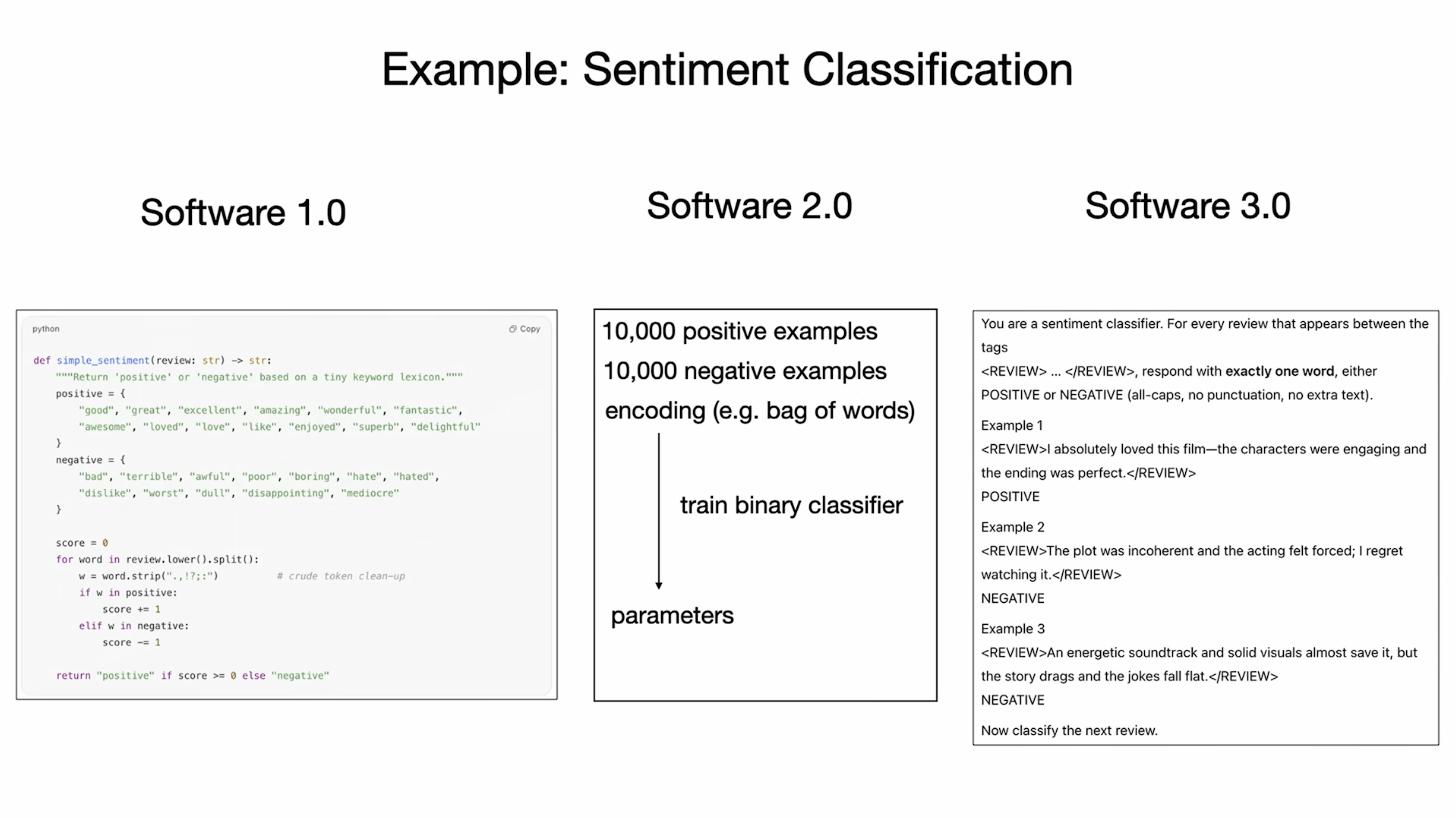 Example: Sentiment Classification
Software 1.0
python
Copy
def simple_sentiment(review: str) -> str:
"""Return 'positive' or 'negative' based on a tiny keyword lexicon."""
positive = {
"good", "great", "excellent", "amazing", "wonderful", "fantastic",
"awesome", "loved", "love", "like", "enjoyed", "superb", "delightful"
}
negative = {
"bad", "terrible", "awful", "poor", "boring", "hate", "hated",
"dislike", "worst", "dull", "disappointing", "mediocre"
}
score = 0
for word in review.lower().split():
w = word.strip(".,!?;:") # crude token clean-up
if w in positive:
score += 1
elif w in negative:
score -= 1
return "positive" if score >= 0 else "negative"
Software 2.0
10,000 positive examples
10,000 negative examples
encoding (e.g. bag of words)
train binary classifier
parameters
Software 3.0
You are a sentiment classifier. For every review that appears between the
tags
<REVIEW> ... </REVIEW>, respond with exactly one word, either
POSITIVE or NEGATIVE (all-caps, no punctuation, no extra text).
Example 1
<REVIEW>I absolutely loved this film—the characters were engaging and
the ending was perfect.</REVIEW>
POSITIVE
Example 2
<REVIEW>The plot was incoherent and the acting felt forced; I regret
watching it.</REVIEW>
NEGATIVE
Example 3
<REVIEW>An energetic soundtrack and solid visuals almost save it, but
the story drags and the jokes fall flat.</REVIEW>
NEGATIVE
Now classify the next review.